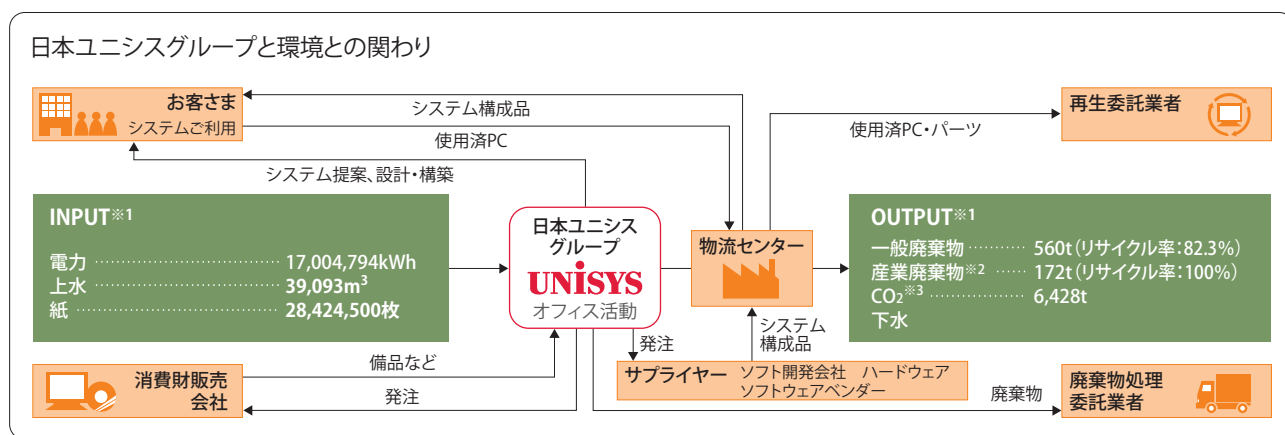 日本ユニシスグループと環境との関わり
お客さま
システムご利用
システム構成品
使用済PC
システム提案、設計・構築
使用済PC・パーツ
再生委託業者
INPUT※1
電力 ………………………… 17,004,794kWh
上水 ………………………… 39,093m³
紙 …………………………… 28,424,500枚
日本ユニシス
グループ
UNISYS
オフィス活動
物流センター
OUTPUT※1
一般廃棄物 ………… 560t(リサイクル率:82.3%)
産業廃棄物※2 …… 172t(リサイクル率:100%)
CO₂※3 ……………… 6,428t
下水
消費財販売
会社
備品など
発注
発注
システム
構成品
サプライヤー ソフト開発会社 ハードウェア
ソフトウェアベンダー
廃棄物
廃棄物処理
委託業者